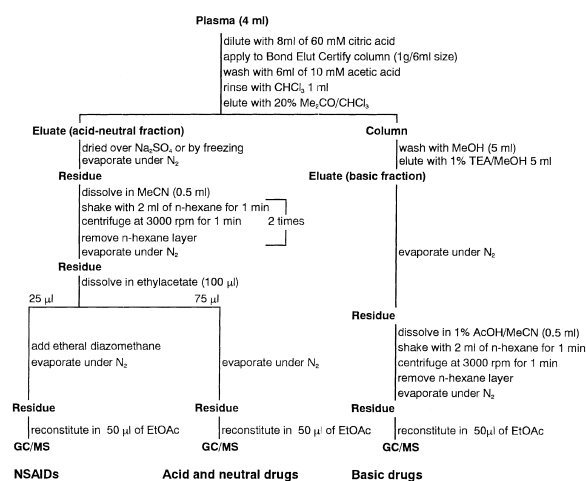 Plasma (4 ml)
dilute with 8ml of 60 mM citric acid
apply to Bond Elut Certify column (1g/6ml size)
wash with 6ml of 10 mM acetic acid
rinse with CHCl₃ 1 ml
elute with 20% Me₂CO/CHCl₃
Eluate (acid-neutral fraction)
dried over Na₂SO₄ or by freezing
evaporate under N₂
Residue
dissolve in MeCN (0.5 ml)
shake with 2 ml of n-hexane for 1 min
centrifuge at 3000 rpm for 1 min
2 times
remove n-hexane layer
evaporate under N₂
Residue
dissolve in ethylacetate (100 µl)
25 µl
75 µl
add etheral diazomethane
evaporate under N₂
Residue
reconstitute in 50 µl of EtOAc
GC/MS
NSAIDs
evaporate under N₂
Residue
reconstitute in 50 µl of EtOAc
GC/MS
Acid and neutral drugs
Column
wash with MeOH (5 ml)
elute with 1% TEA/MeOH 5 ml
Eluate (basic fraction)
evaporate under N₂
Residue
dissolve in 1% AcOH/MeCN (0.5 ml)
shake with 2 ml of n-hexane for 1 min
centrifuge at 3000 rpm for 1 min
remove n-hexane layer
evaporate under N₂
Residue
reconstitute in 50µl of EtOAc
GC/MS
Basic drugs